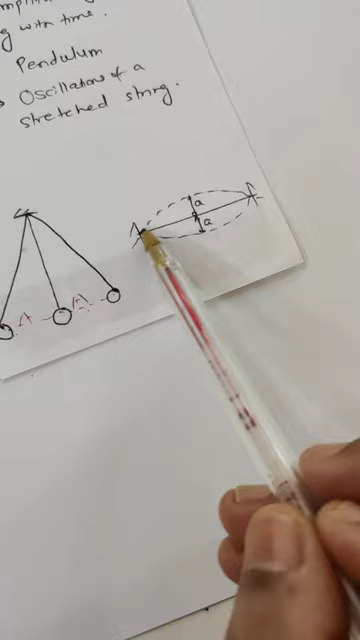 with time.
Pendulum
Oscillations of a
stretched string.
a
a
A A